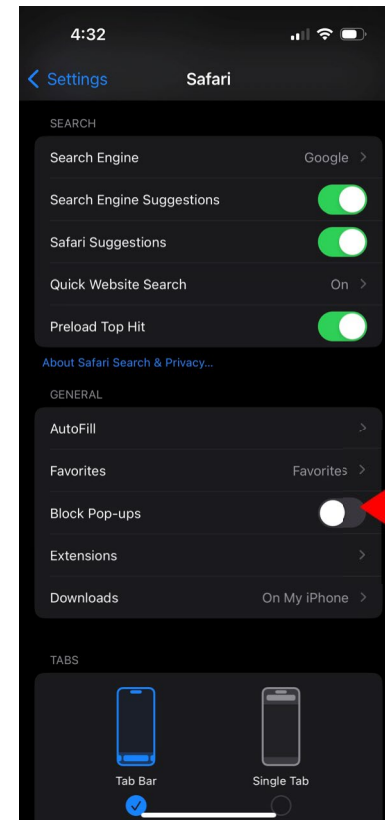 4:32
Settings Safari
SEARCH
Search Engine Google
Search Engine Suggestions
Safari Suggestions
Quick Website Search On
Preload Top Hit
About Safari Search & Privacy...
GENERAL
AutoFill
Favorites Favorites
Block Pop-ups
Extensions
Downloads On My iPhone
TABS
Tab Bar Single Tab